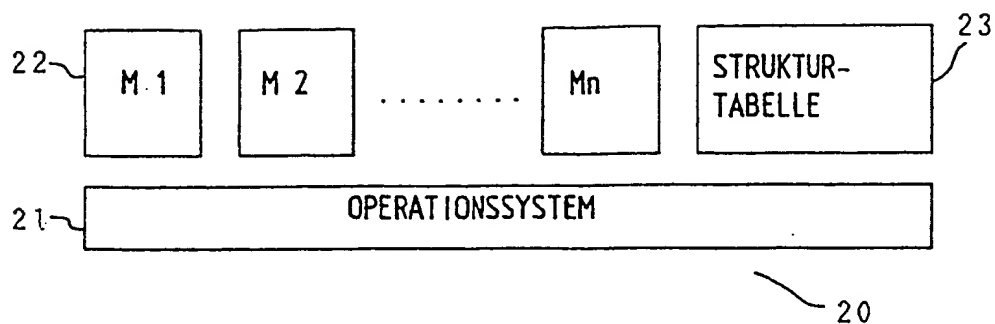 23
22
M 1
M 2
........
Mn
STRUKTUR-
TABELLE
21
OPERATIONSSYSTEM
20